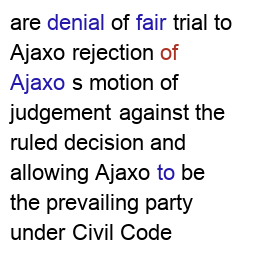 are denial of fair trial to
Ajaxo rejection of
Ajaxo s motion of
judgement against the
ruled decision and
allowing Ajaxo to be
the prevailing party
under Civil Code